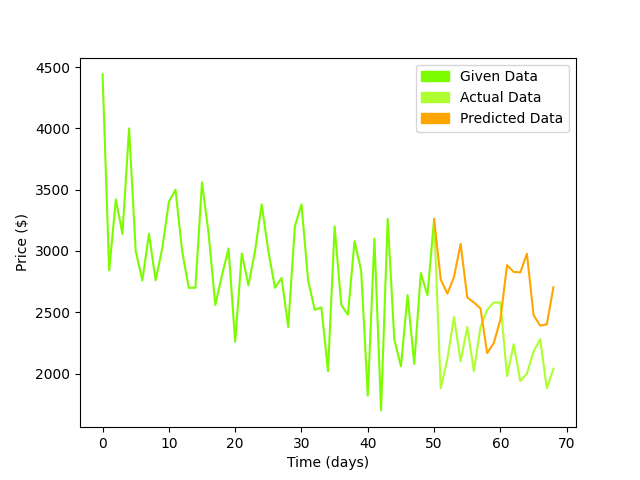 4500
4000
3500
3000
2500
2000
Price ($)
0 10 20 30 40 50 60 70
Time (days)
Given Data
Actual Data
Predicted Data